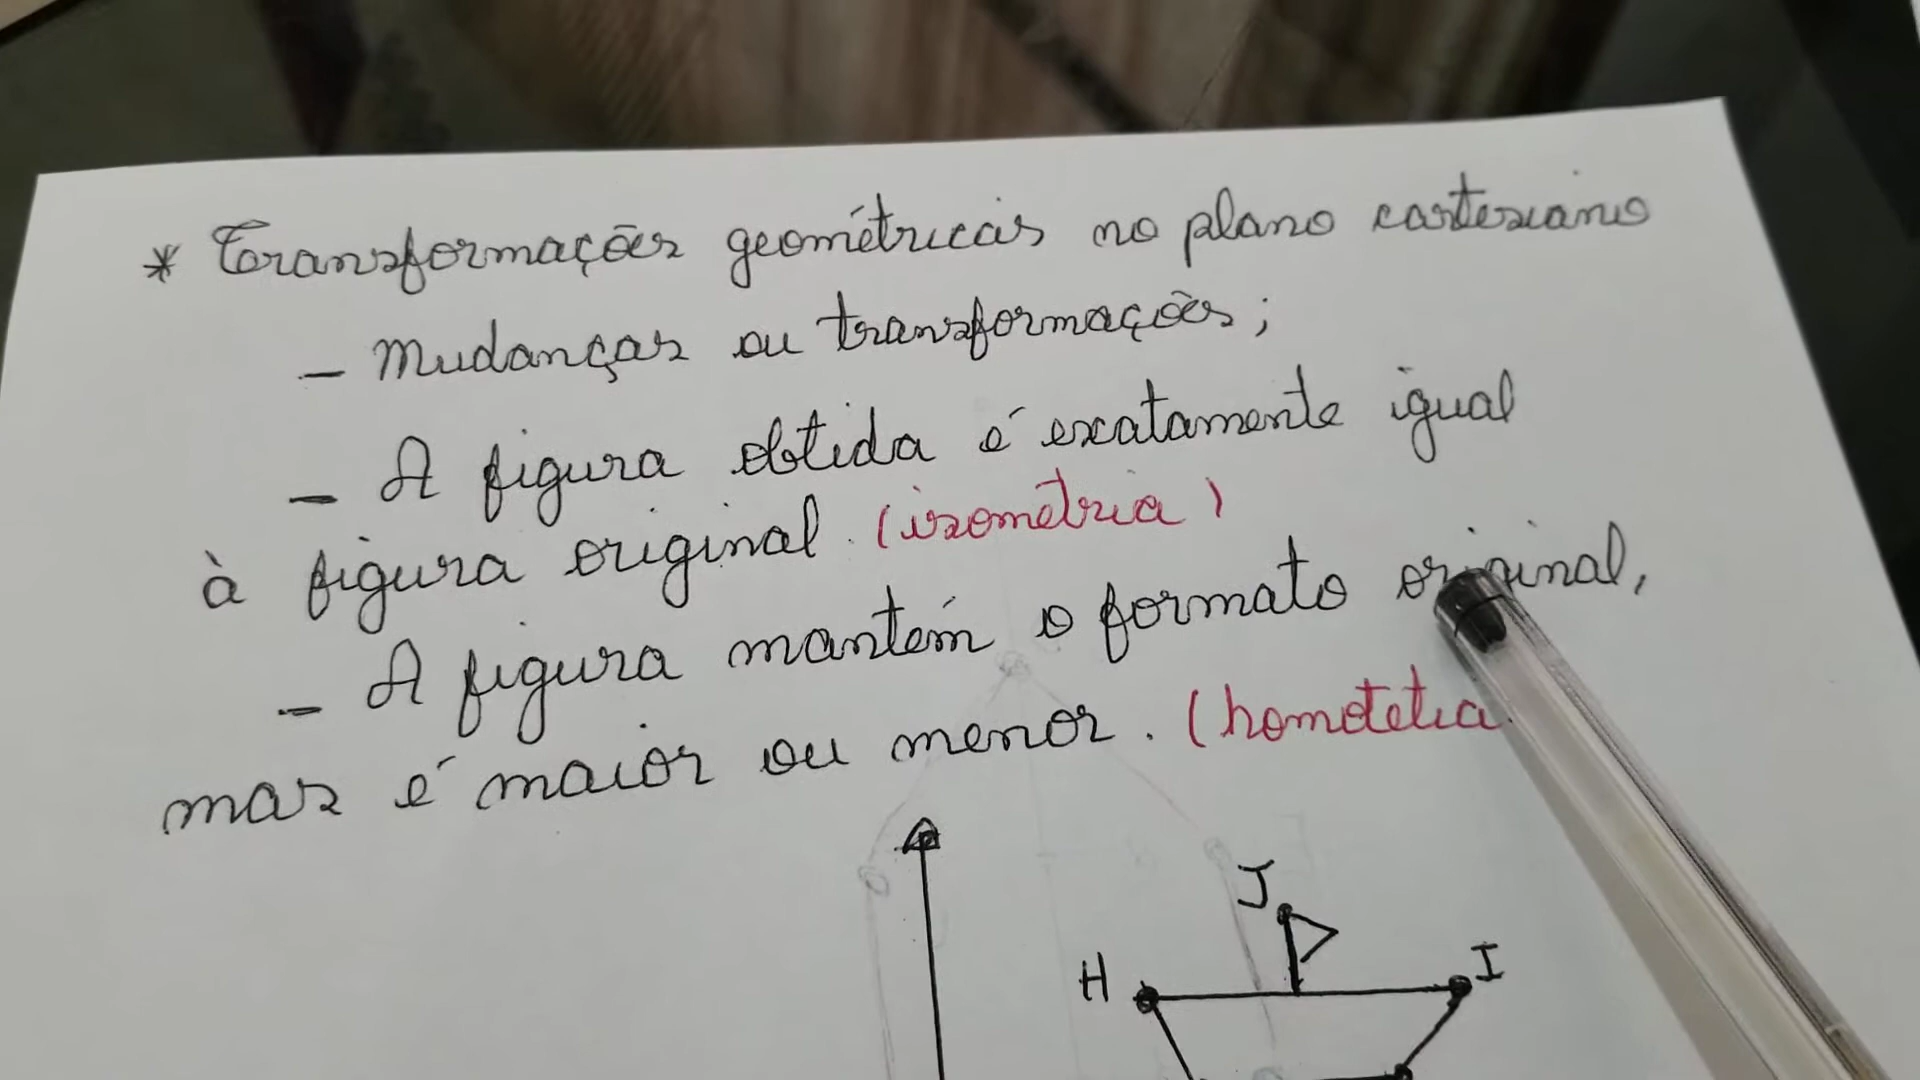 * Transformações geométricas no plano cartesiano
- Mudanças ou transformações;
- A figura obtida é exatamente igual
à figura original. (isometria)
- A figura mantém o formato original,
mas é maior ou menor. (homotetia
J
H
I